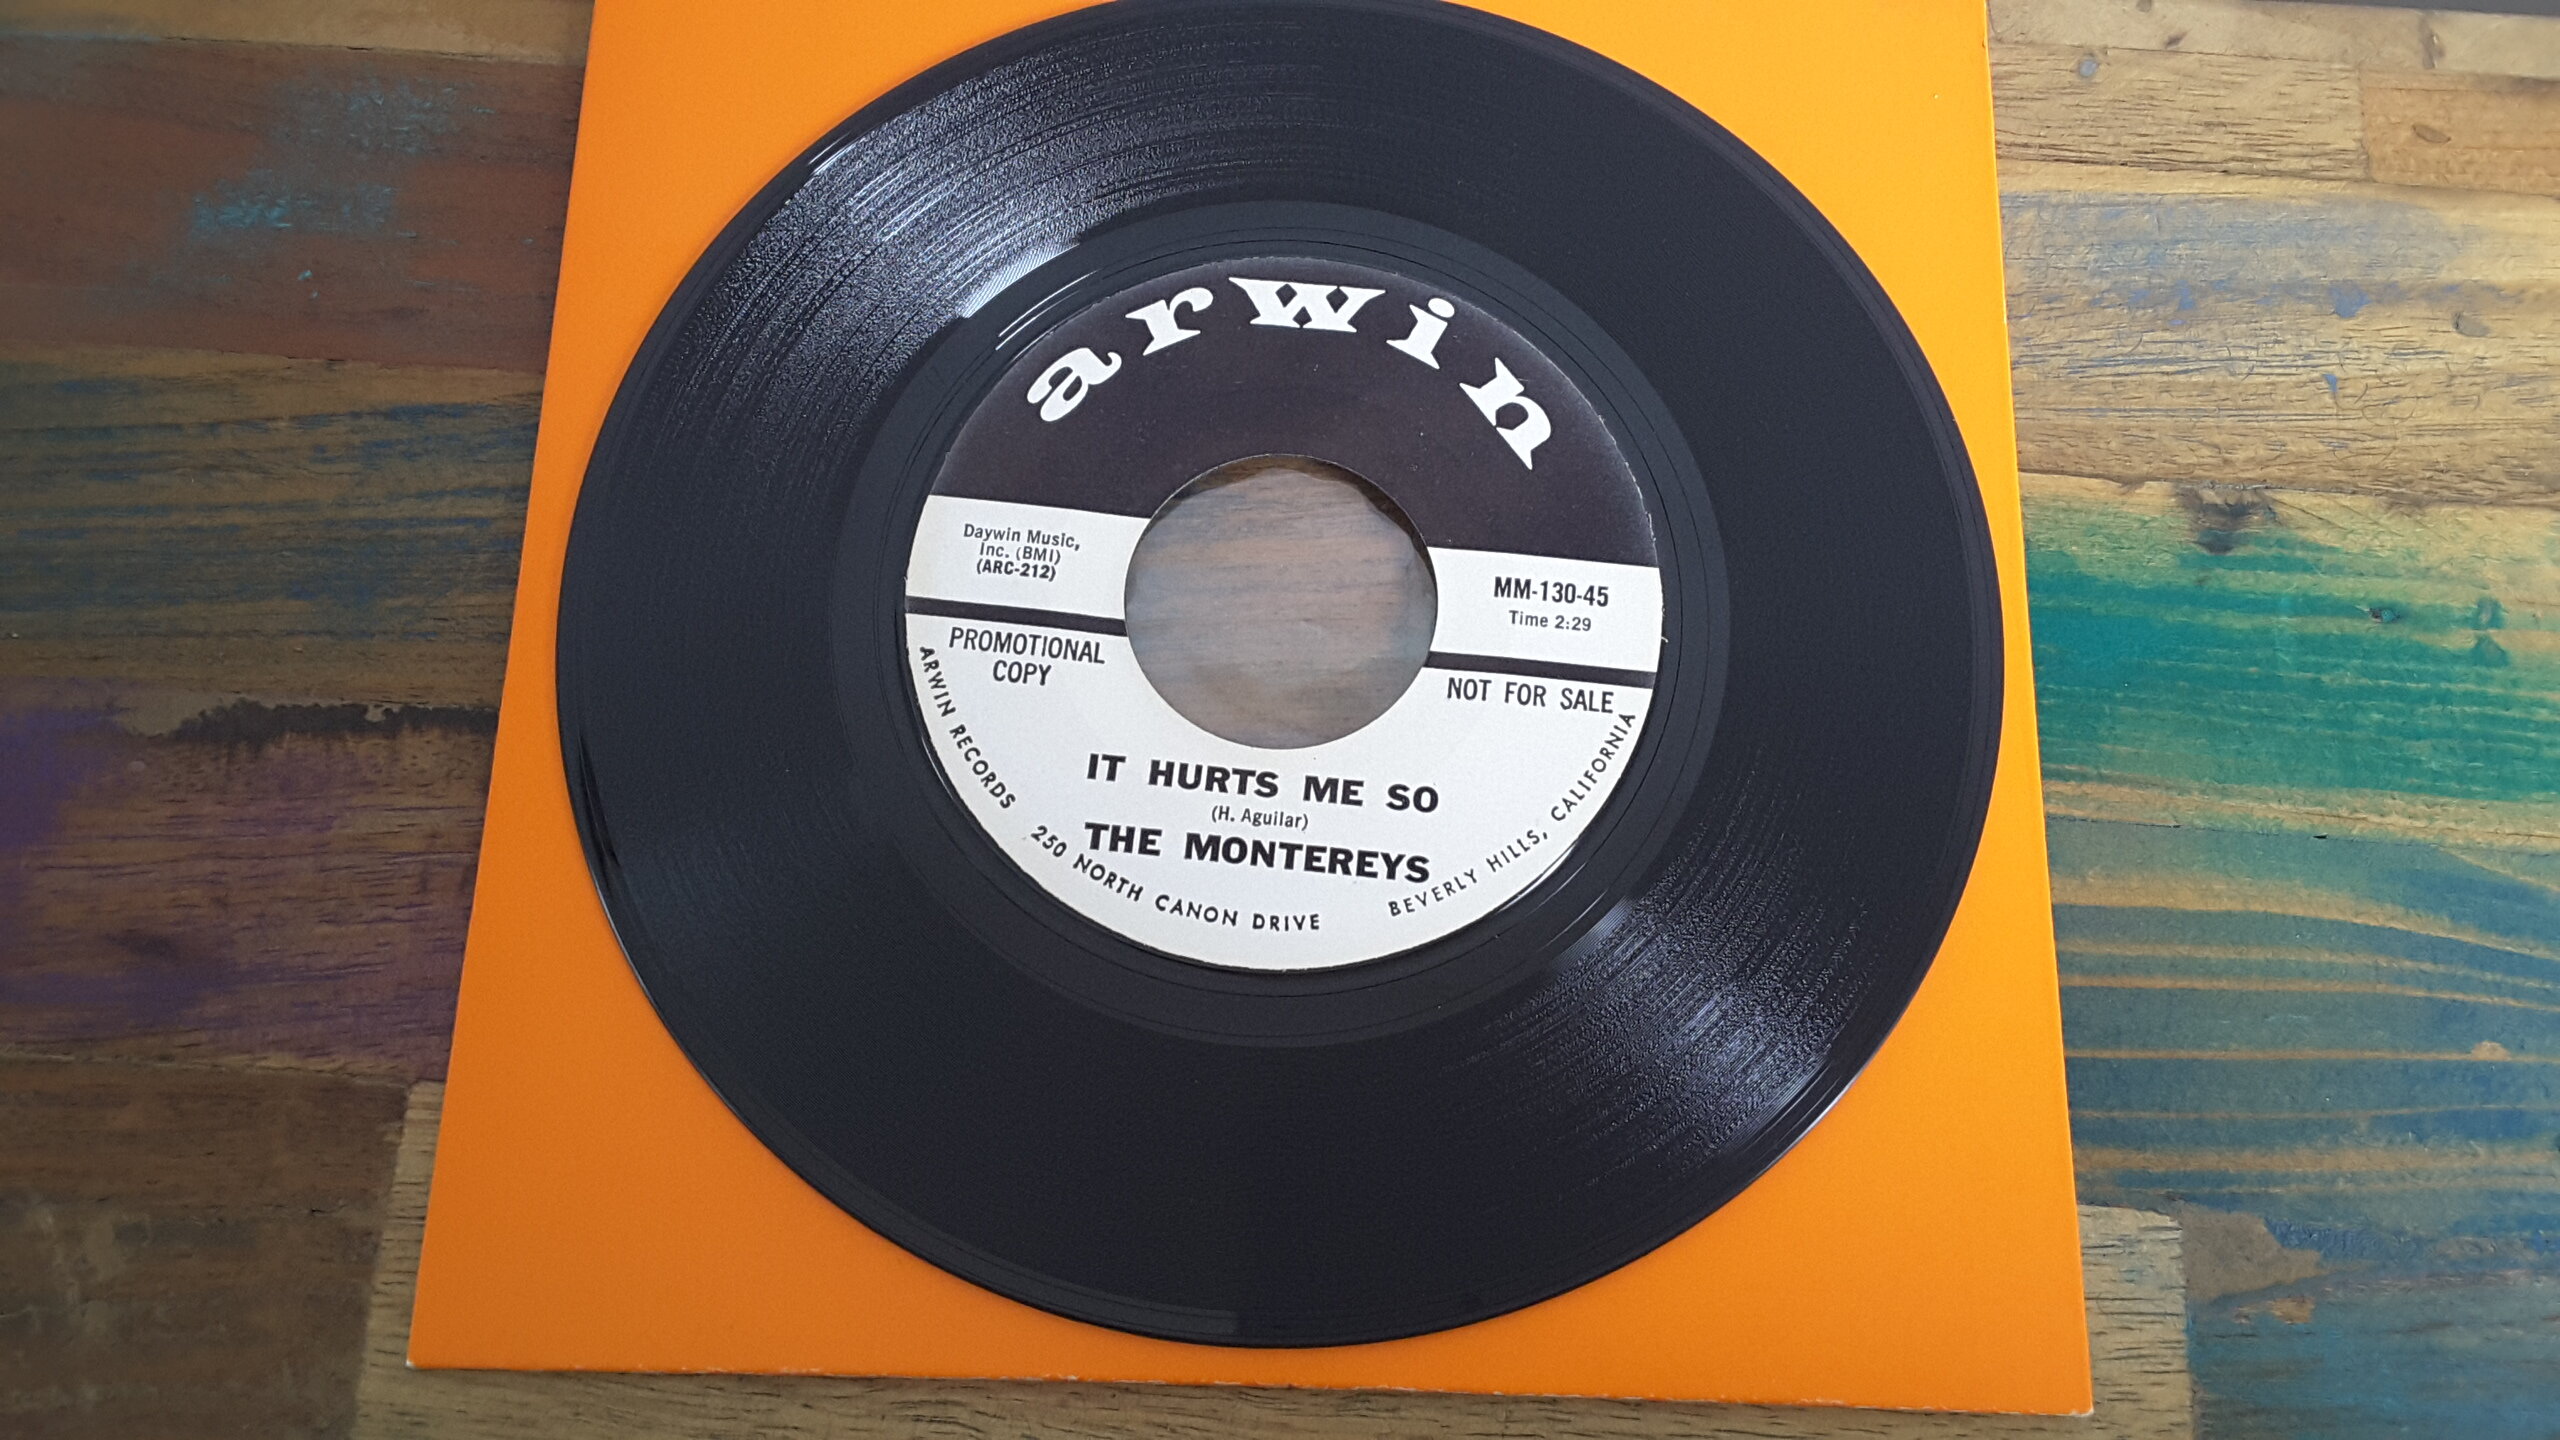 arwin
Daywin Music,
Inc. (BMI)
(ARC-212)
MM-130-45
Time 2:29
PROMOTIONAL
COPY
NOT FOR SALE
IT HURTS ME SO
(H. Aguilar)
THE MONTEREYS
ARWIN RECORDS 250 NORTH CANON DRIVE BEVERLY HILLS, CALIFORNIA